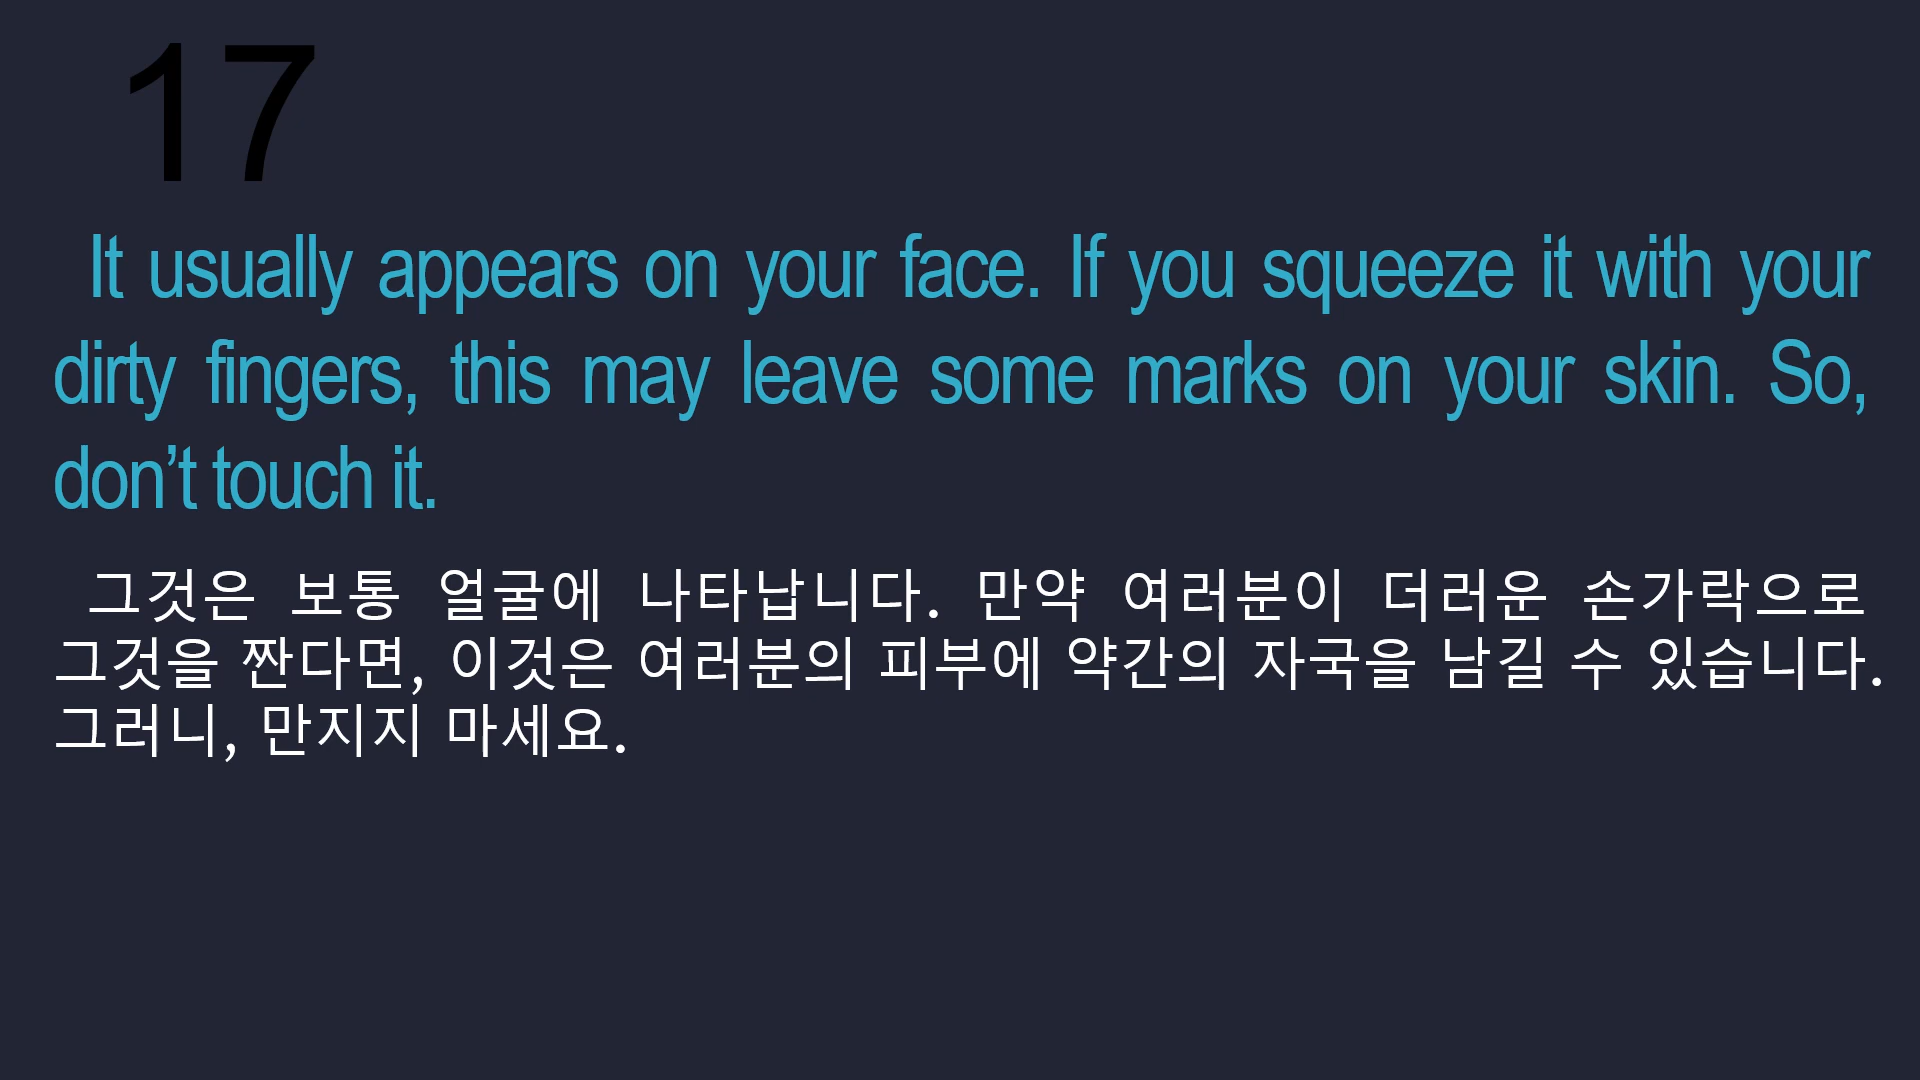 17
It usually appears on your face. If you squeeze it with your
dirty fingers, this may leave some marks on your skin. So,
don’t touch it.
그것은 보통 얼굴에 나타납니다. 만약 여러분이 더러운 손가락으로
그것을 짠다면, 이것은 여러분의 피부에 약간의 자국을 남길 수 있습니다.
그러니, 만지지 마세요.